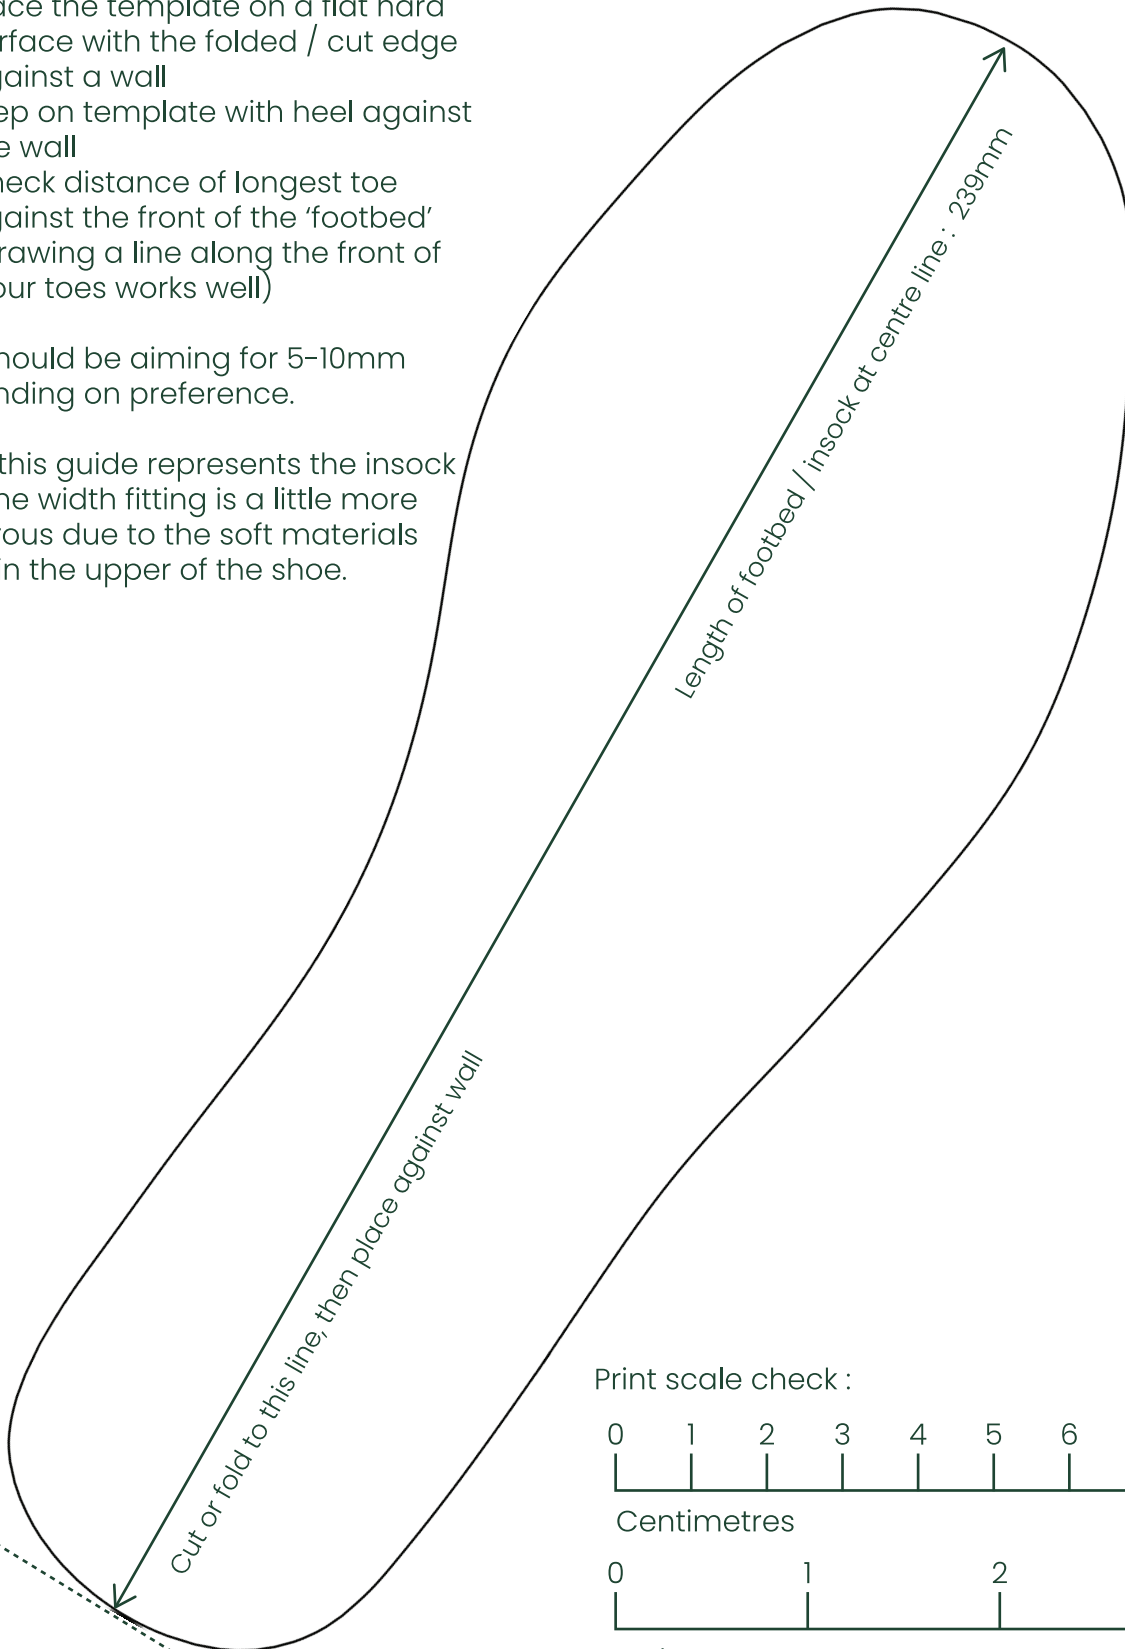 ace the template on a flat hard
rface with the folded / cut edge
gainst a wall
ep on template with heel against
e wall
heck distance of longest toe
gainst the front of the ‘footbed’
rawing a line along the front of
our toes works well)
hould be aiming for 5-10mm
nding on preference.
this guide represents the insock
ne width fitting is a little more
rous due to the soft materials
in the upper of the shoe.
Length of footbed / insock at centre line : 239mm
Cut or fold to this line, then place against wall
Print scale check :
0 1 2 3 4 5 6
Centimetres
0 1 2